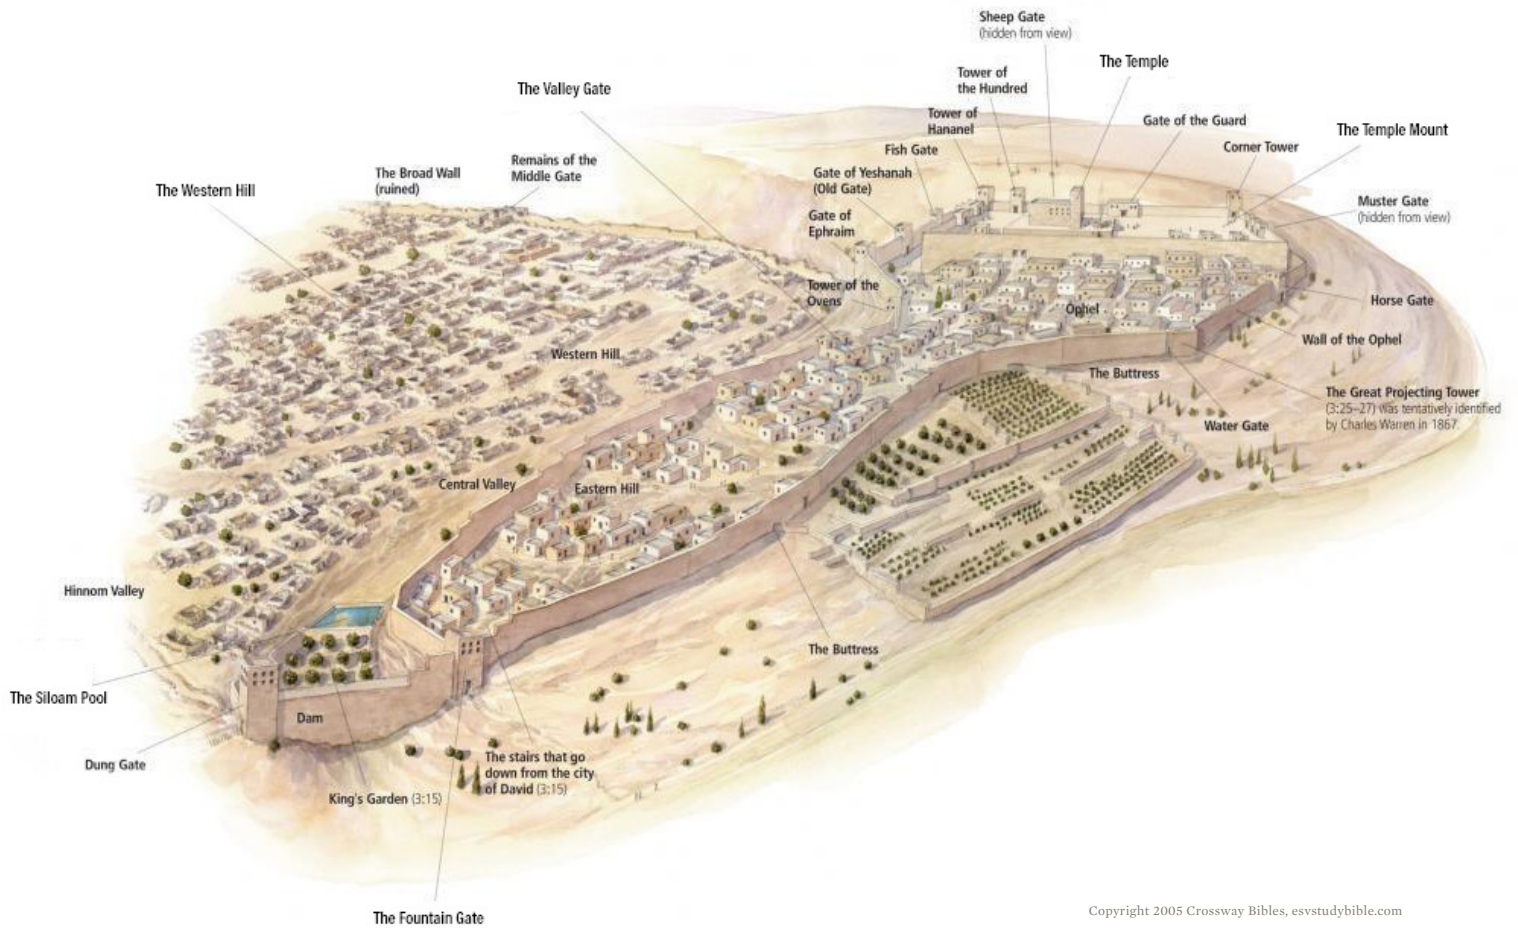 Sheep Gate
(hidden from view)
The Temple
Tower of
the Hundred
The Valley Gate
Tower of
Hananel
Gate of the Guard
The Temple Mount
Fish Gate
Corner Tower
The Broad Wall
(ruined)
Remains of the
Middle Gate
Gate of Yeshanah
(Old Gate)
The Western Hill
Muster Gate
(hidden from view)
Gate of
Ephraim
Tower of the
Ovens
Ophel
Horse Gate
Wall of the Ophel
Western Hill
The Buttress
The Great Projecting Tower
(3:25–27) was tentatively identified
by Charles Warren in 1867.
Water Gate
Central Valley
Eastern Hill
Hinnom Valley
The Buttress
The Siloam Pool
Dam
Dung Gate
The stairs that go
down from the city
of David (3:15)
King's Garden (3:15)
The Fountain Gate
Copyright 2005 Crossway Bibles, esvstudybible.com